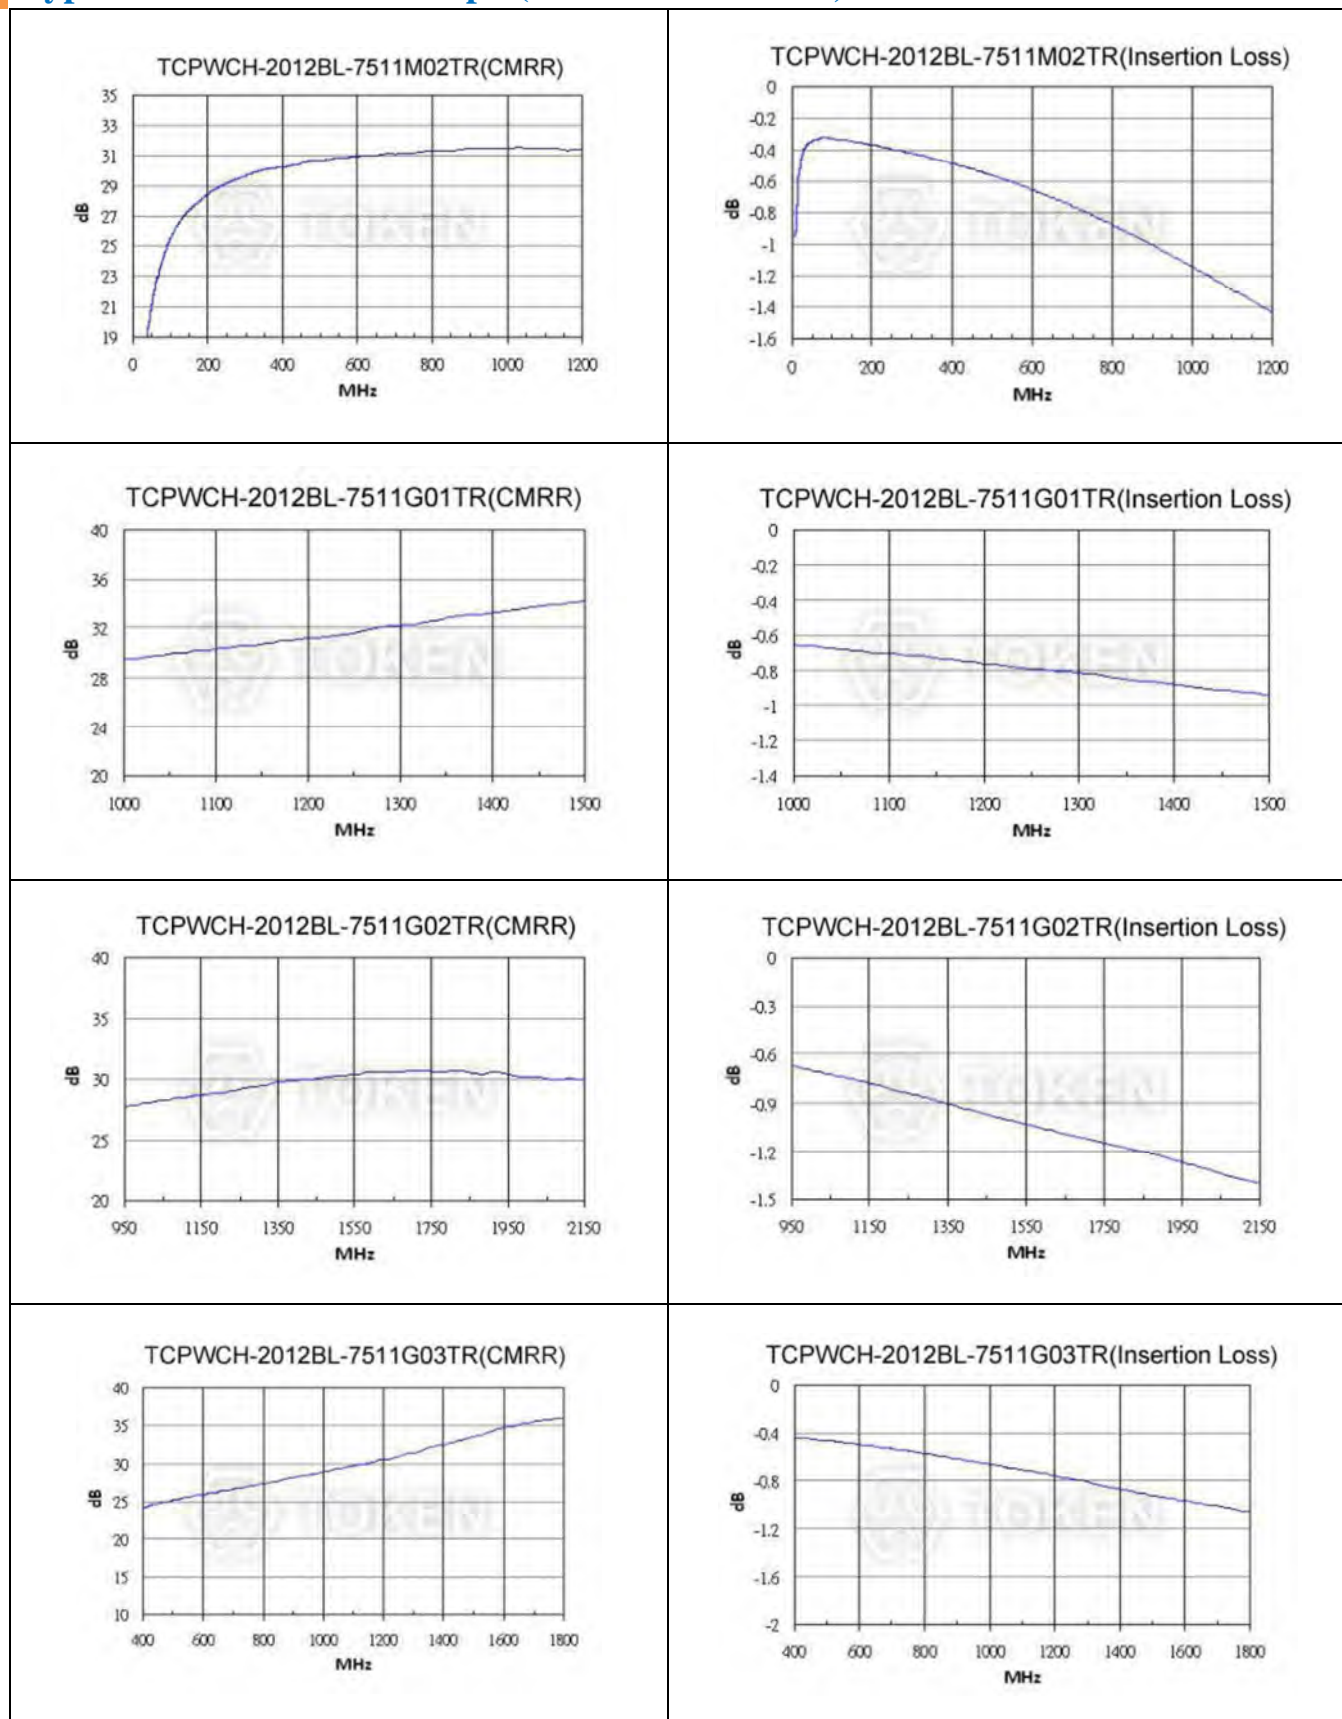 TCPWCH-2012BL-7511M02TR(CMRR)
35
33
31
29
27
25
23
21
19
dB
0 200 400 600 800 1000 1200
MHz
TOKEN
TCPWCH-2012BL-7511M02TR(Insertion Loss)
0
-0.2
-0.4
-0.6
-0.8
-1
-1.2
-1.4
-1.6
dB
0 200 400 600 800 1000 1200
MHz
TOKEN
TCPWCH-2012BL-7511G01TR(CMRR)
40
36
32
28
24
20
dB
1000 1100 1200 1300 1400 1500
MHz
TOKEN
TCPWCH-2012BL-7511G01TR(Insertion Loss)
0
-0.2
-0.4
-0.6
-0.8
-1
-1.2
-1.4
dB
1000 1100 1200 1300 1400 1500
MHz
TOKEN
TCPWCH-2012BL-7511G02TR(CMRR)
40
35
30
25
20
dB
950 1150 1350 1550 1750 1950 2150
MHz
TOKEN
TCPWCH-2012BL-7511G02TR(Insertion Loss)
0
-0.3
-0.6
-0.9
-1.2
-1.5
dB
950 1150 1350 1550 1750 1950 2150
MHz
TOKEN
TCPWCH-2012BL-7511G03TR(CMRR)
40
35
30
25
20
15
10
dB
400 600 800 1000 1200 1400 1600 1800
MHz
TOKEN
TCPWCH-2012BL-7511G03TR(Insertion Loss)
0
-0.4
-0.8
-1.2
-1.6
-2
dB
400 600 800 1000 1200 1400 1600 1800
MHz
TOKEN